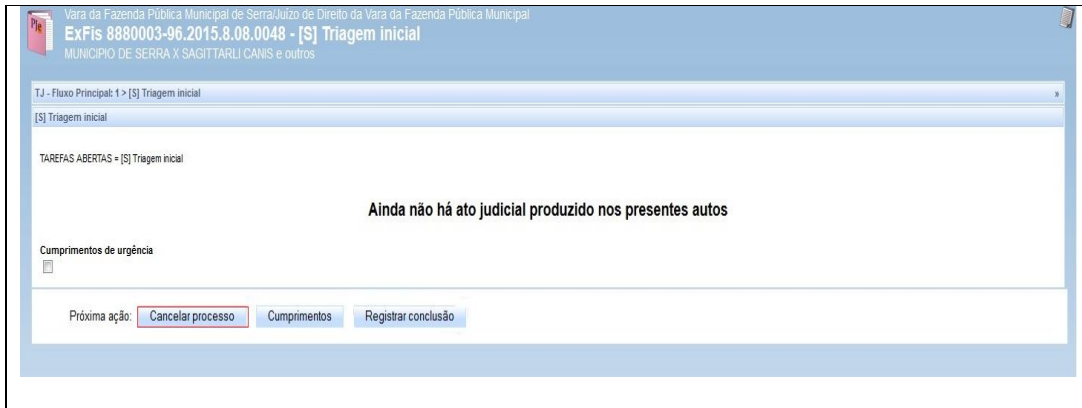 PJe
Vara da Fazenda Pública Municipal de Serra/Juízo de Direito da Vara da Fazenda Pública Municipal
ExFis 8880003-96.2015.8.08.0048 - [S] Triagem inicial
MUNICIPIO DE SERRA X SAGITTARLI CANIS e outros
TJ - Fluxo Principal: 1 > [S] Triagem inicial »
[S] Triagem inicial
TAREFAS ABERTAS = [S] Triagem inicial
Ainda não há ato judicial produzido nos presentes autos
Cumprimentos de urgência
Próxima ação: Cancelar processo Cumprimentos Registrar conclusão